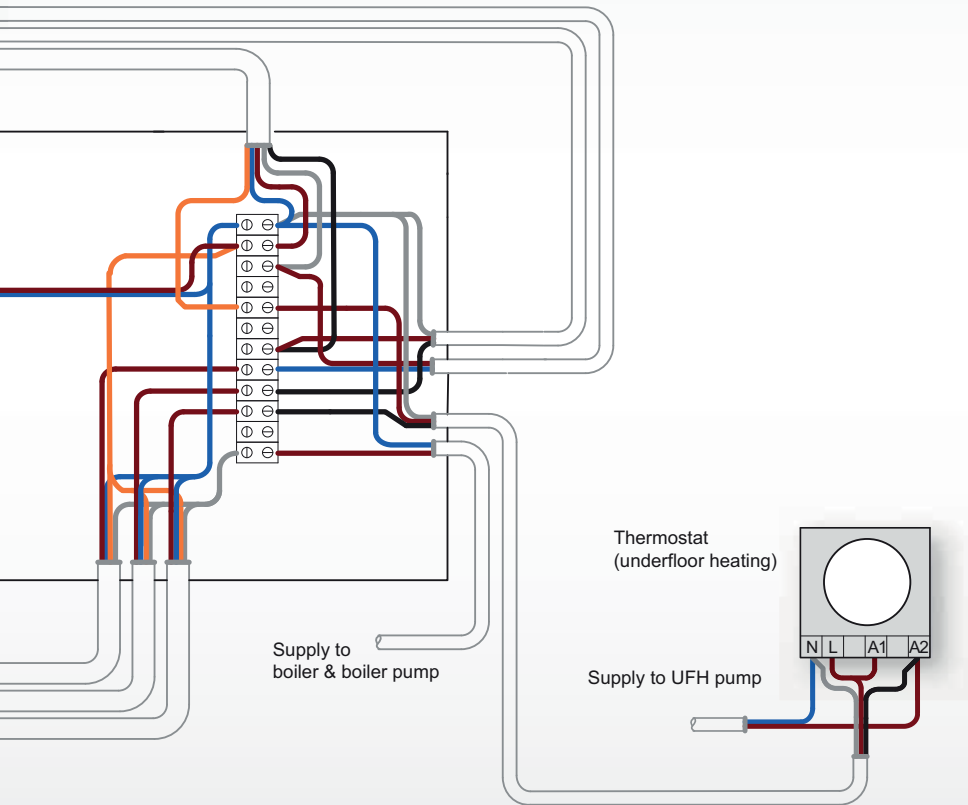 Thermostat
(underfloor heating)
N L A1 A2
Supply to
boiler & boiler pump
Supply to UFH pump